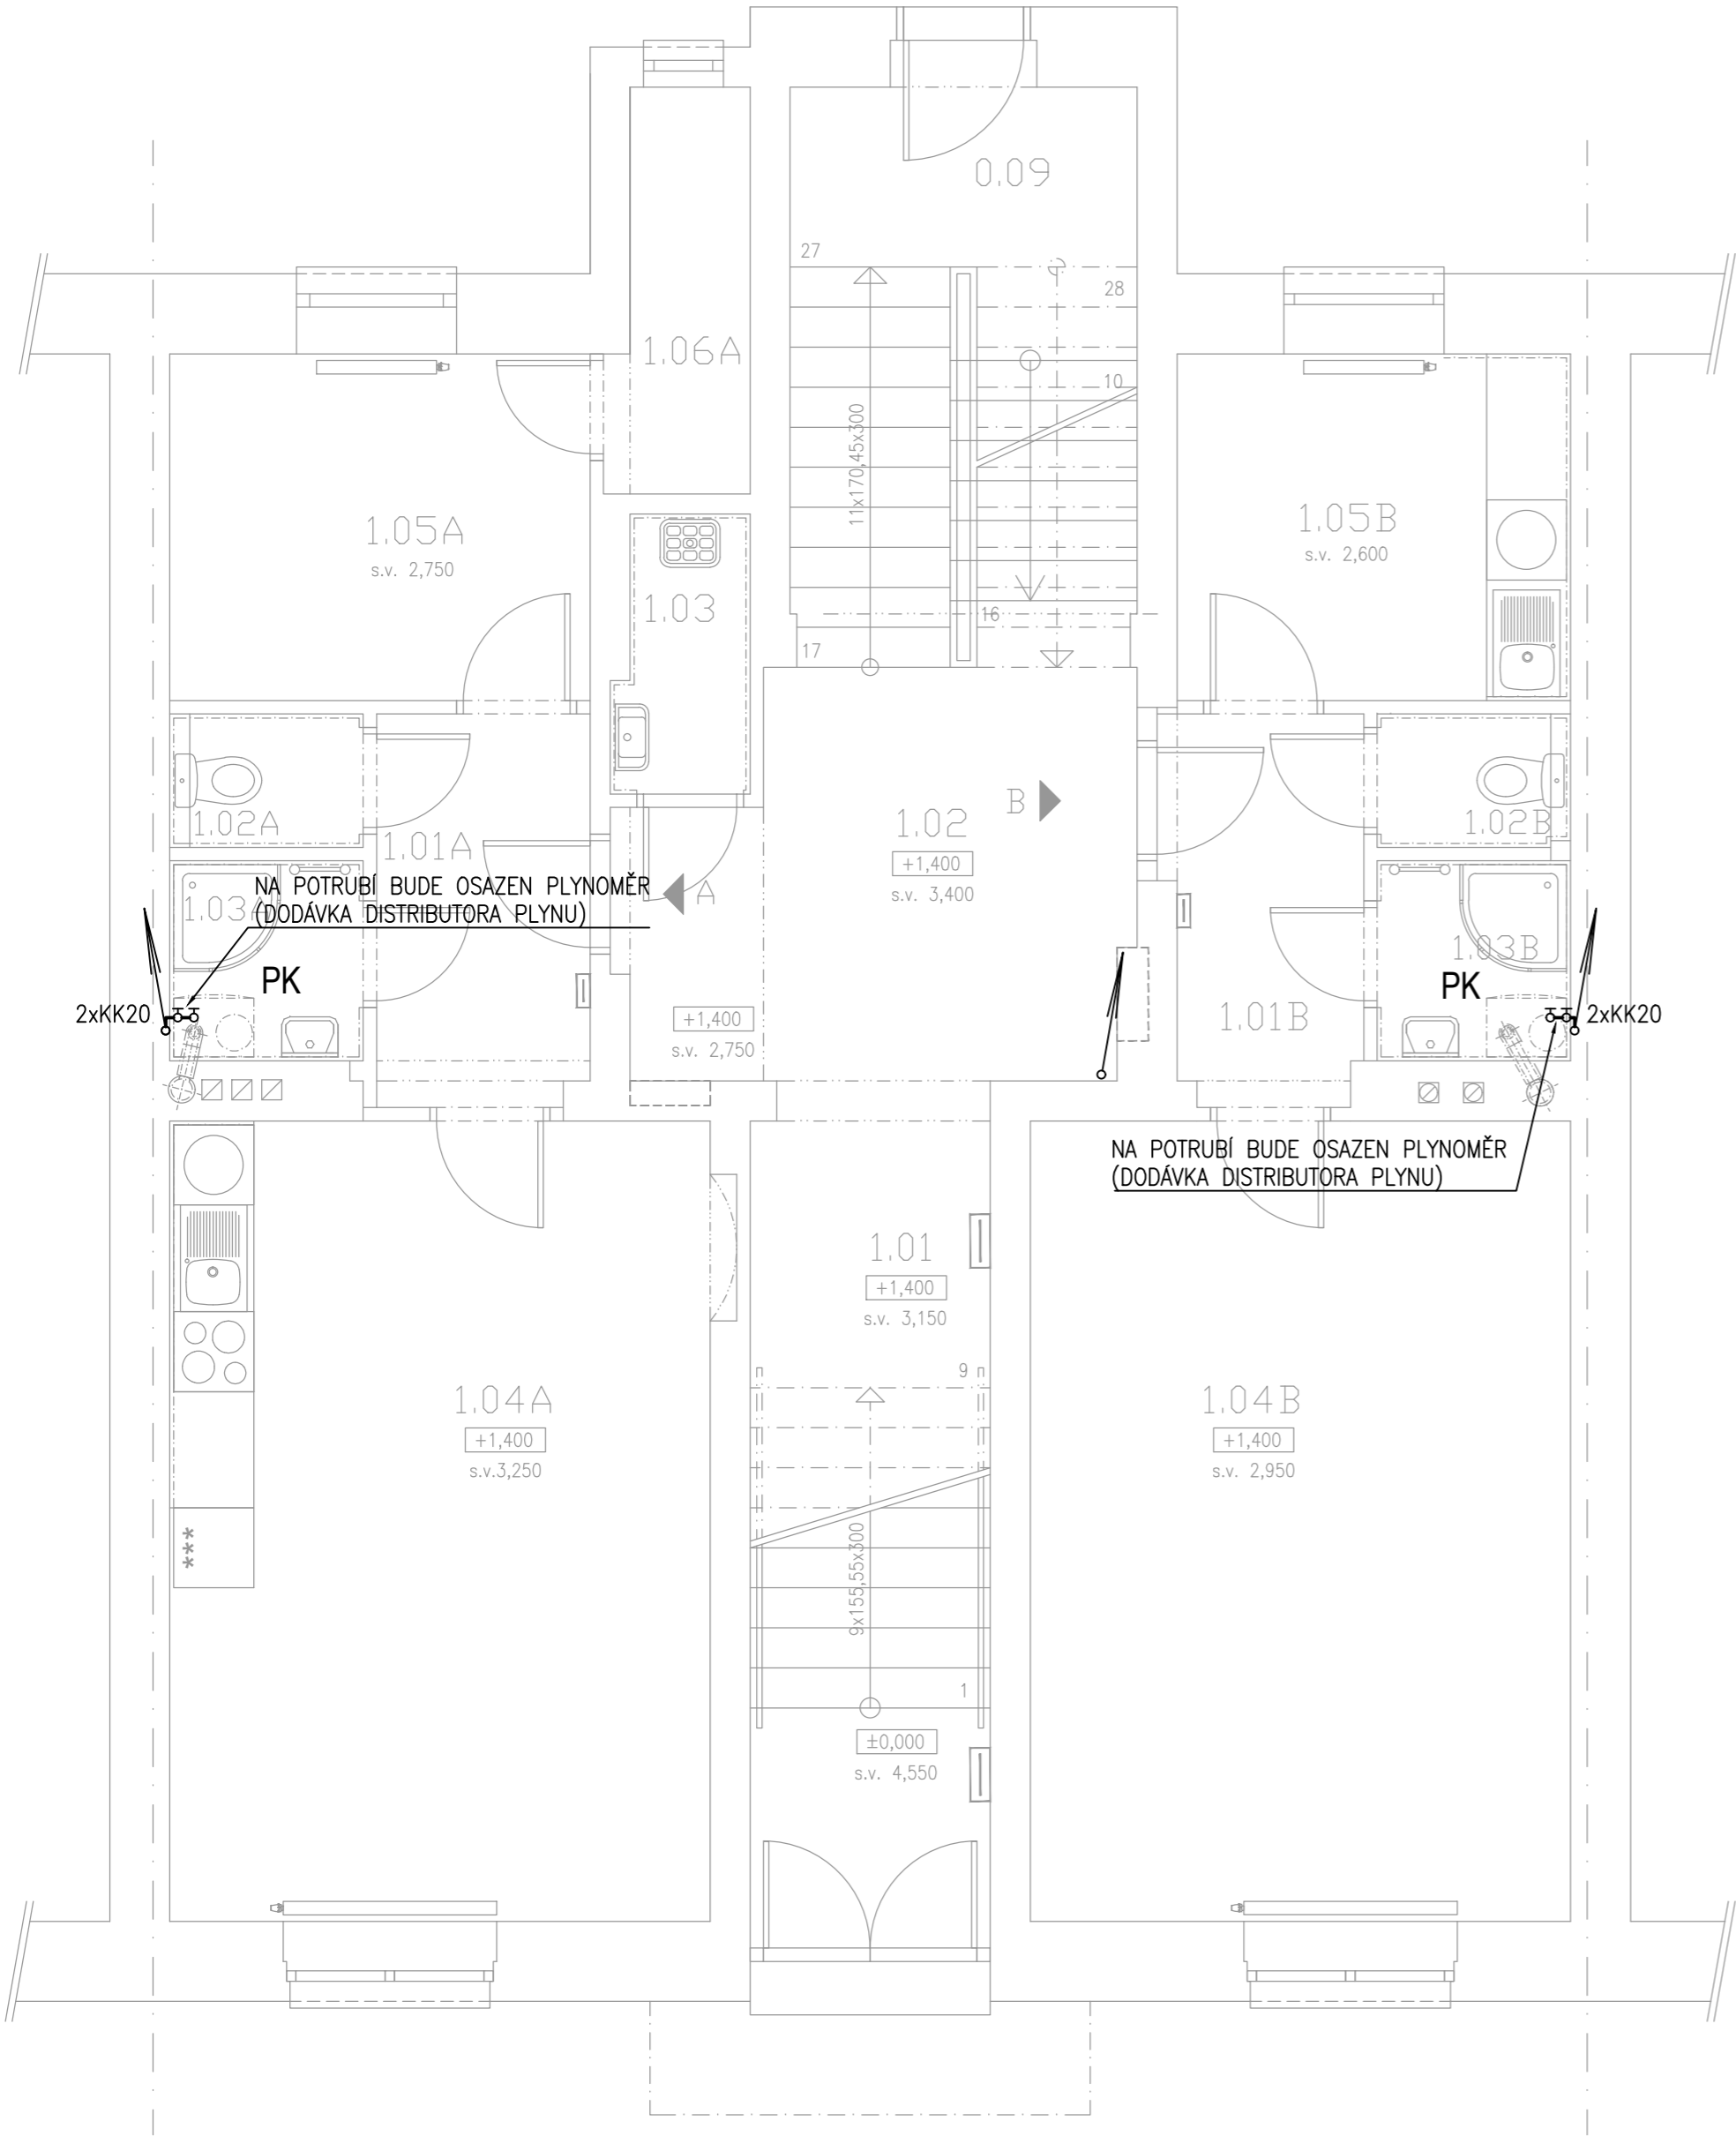 0.09
27
28
1.06A
10
11x170,45x300
1.05A
s.v. 2,750
1.05B
s.v. 2,600
1.03
16
17
1.02A
1.01A
1.02
+1,400
s.v. 3,400
B
1.02B
NA POTRUBÍ BUDE OSAZEN PLYNOMĚR
(DODÁVKA DISTRIBUTORA PLYNU)
1.03A
A
1.03B
PK
PK
2xKK20
2xKK20
+1,400
s.v. 2,750
1.01B
NA POTRUBÍ BUDE OSAZEN PLYNOMĚR
(DODÁVKA DISTRIBUTORA PLYNU)
1.01
+1,400
s.v. 3,150
9
1.04A
+1,400
s.v.3,250
1.04B
+1,400
s.v. 2,950
***
9x155,55x300
1
±0,000
s.v. 4,550